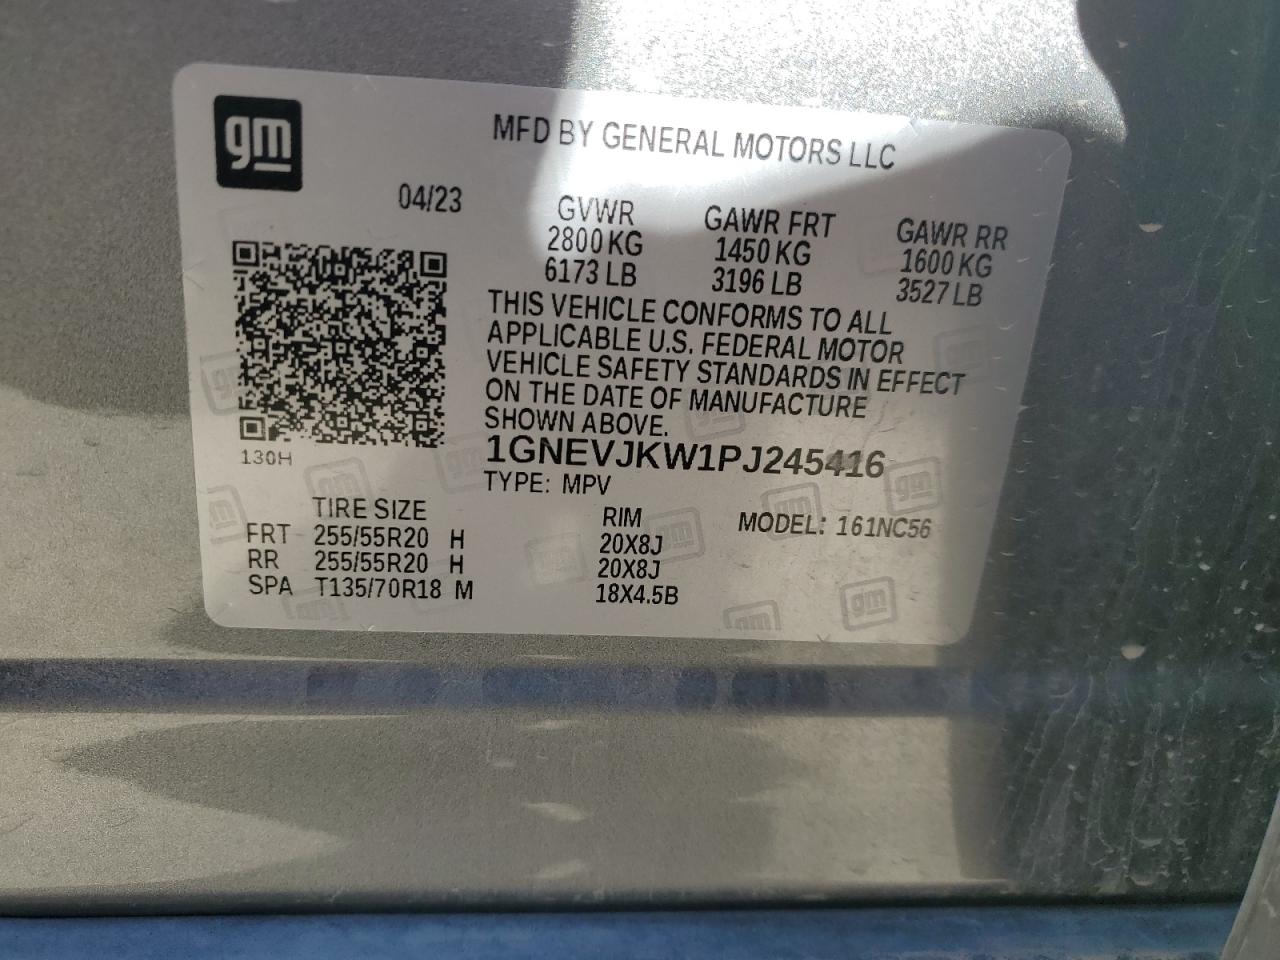 gm
MFD BY GENERAL MOTORS LLC
04/23
GVWR GAWR FRT GAWR RR
2800 KG 1450 KG 1600 KG
6173 LB 3196 LB 3527 LB
THIS VEHICLE CONFORMS TO ALL
APPLICABLE U.S. FEDERAL MOTOR
VEHICLE SAFETY STANDARDS IN EFFECT
ON THE DATE OF MANUFACTURE
SHOWN ABOVE.
130H
1GNEVJKW1PJ245416
TYPE: MPV
TIRE SIZE RIM MODEL: 161NC56
FRT 255/55R20 H 20X8J
RR 255/55R20 H 20X8J
SPA T135/70R18 M 18X4.5B